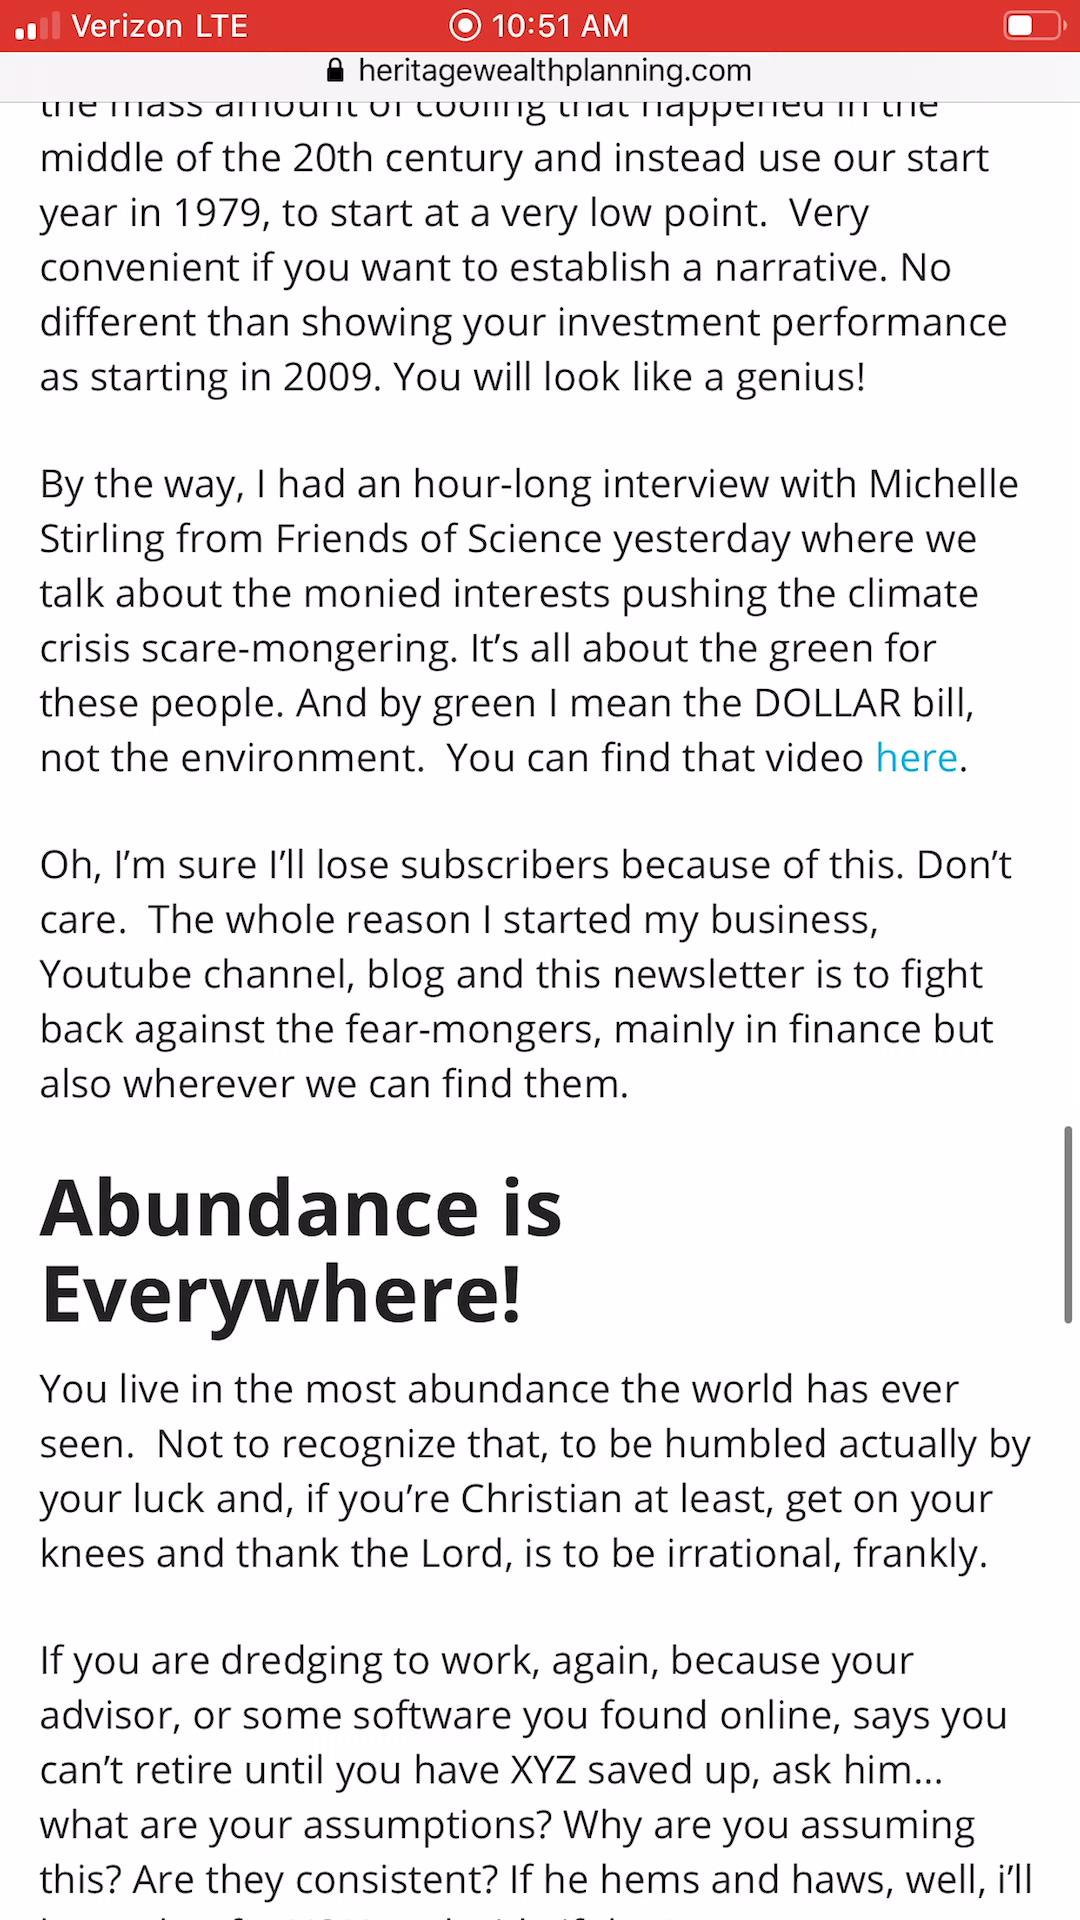 Verizon LTE 10:51 AM
heritagewealthplanning.com
the mass amount of cooling that happened in the
middle of the 20th century and instead use our start
year in 1979, to start at a very low point.  Very
convenient if you want to establish a narrative. No
different than showing your investment performance
as starting in 2009. You will look like a genius!
By the way, I had an hour-long interview with Michelle
Stirling from Friends of Science yesterday where we
talk about the monied interests pushing the climate
crisis scare-mongering. It’s all about the green for
these people. And by green I mean the DOLLAR bill,
not the environment.  You can find that video here.
Oh, I’m sure I’ll lose subscribers because of this. Don’t
care.  The whole reason I started my business,
Youtube channel, blog and this newsletter is to fight
back against the fear-mongers, mainly in finance but
also wherever we can find them.
Abundance is
Everywhere!
You live in the most abundance the world has ever
seen.  Not to recognize that, to be humbled actually by
your luck and, if you’re Christian at least, get on your
knees and thank the Lord, is to be irrational, frankly.
If you are dredging to work, again, because your
advisor, or some software you found online, says you
can’t retire until you have XYZ saved up, ask him...
what are your assumptions? Why are you assuming
this? Are they consistent? If he hems and haws, well, i’ll